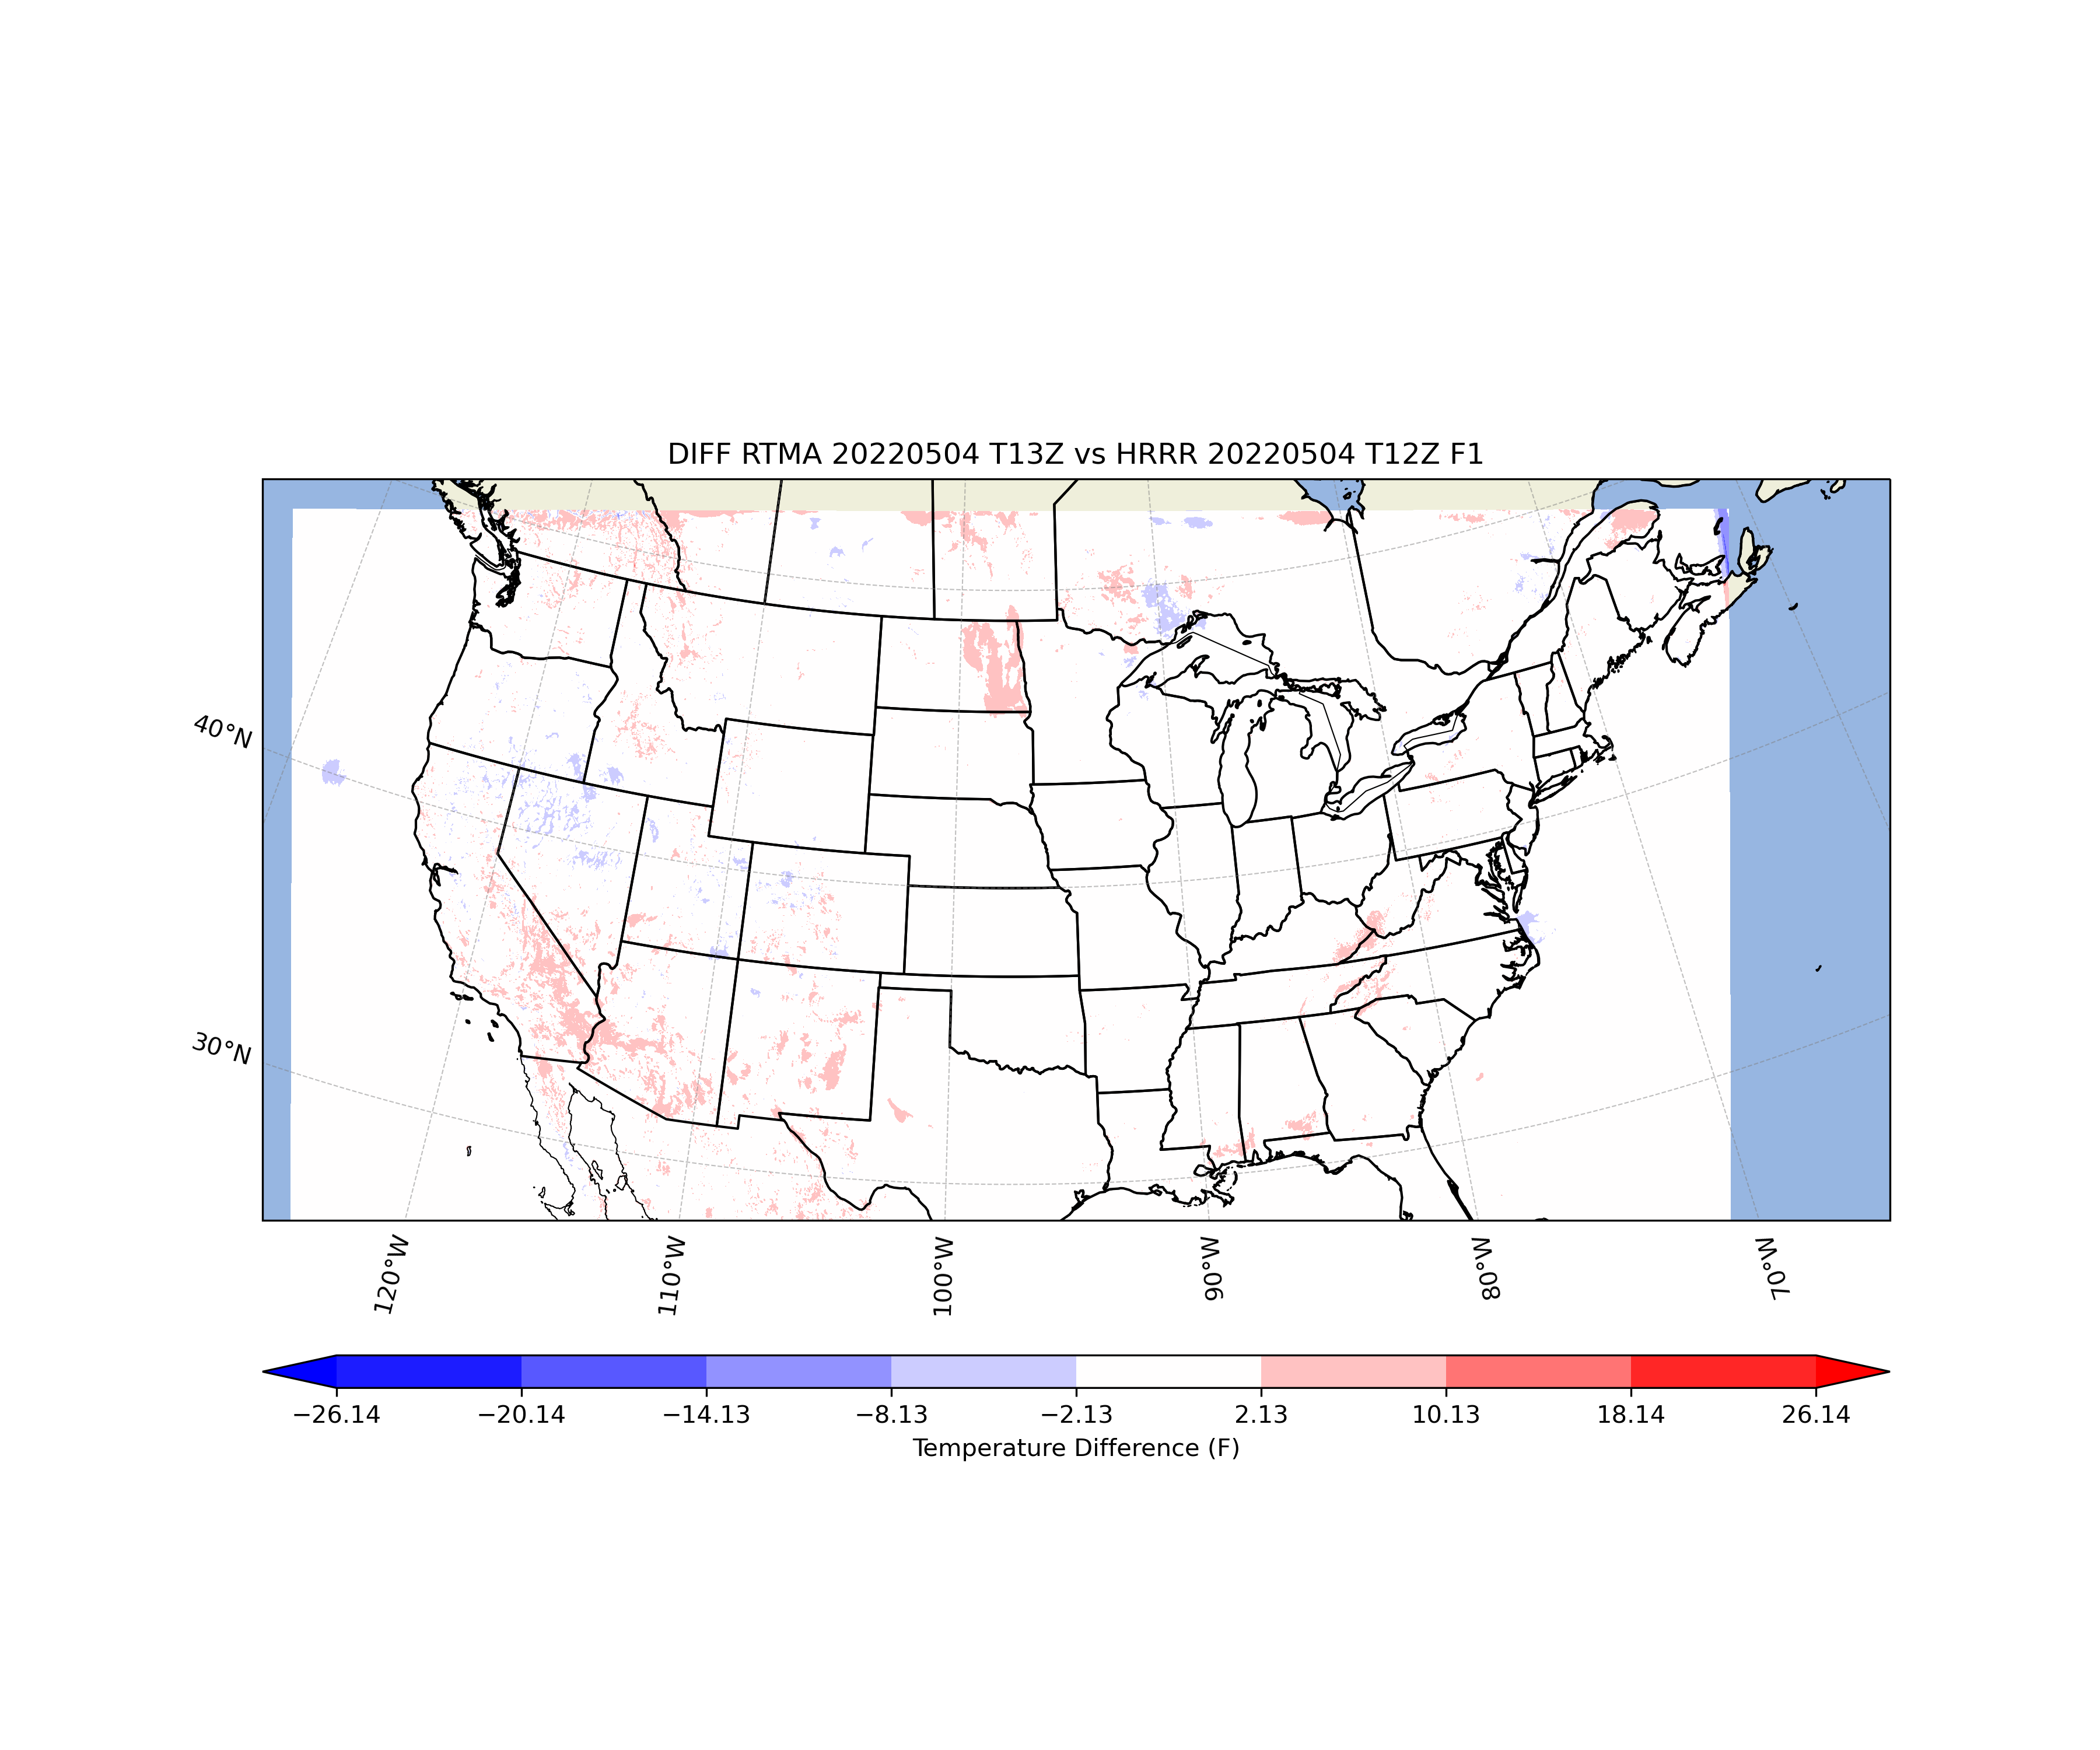 DIFF RTMA 20220504 T13Z vs HRRR 20220504 T12Z F1
40°N
30°N
120°W
110°W
100°W
90°W
80°W
70°W
−26.14
−20.14
−14.13
−8.13
−2.13
2.13
10.13
18.14
26.14
Temperature Difference (F)